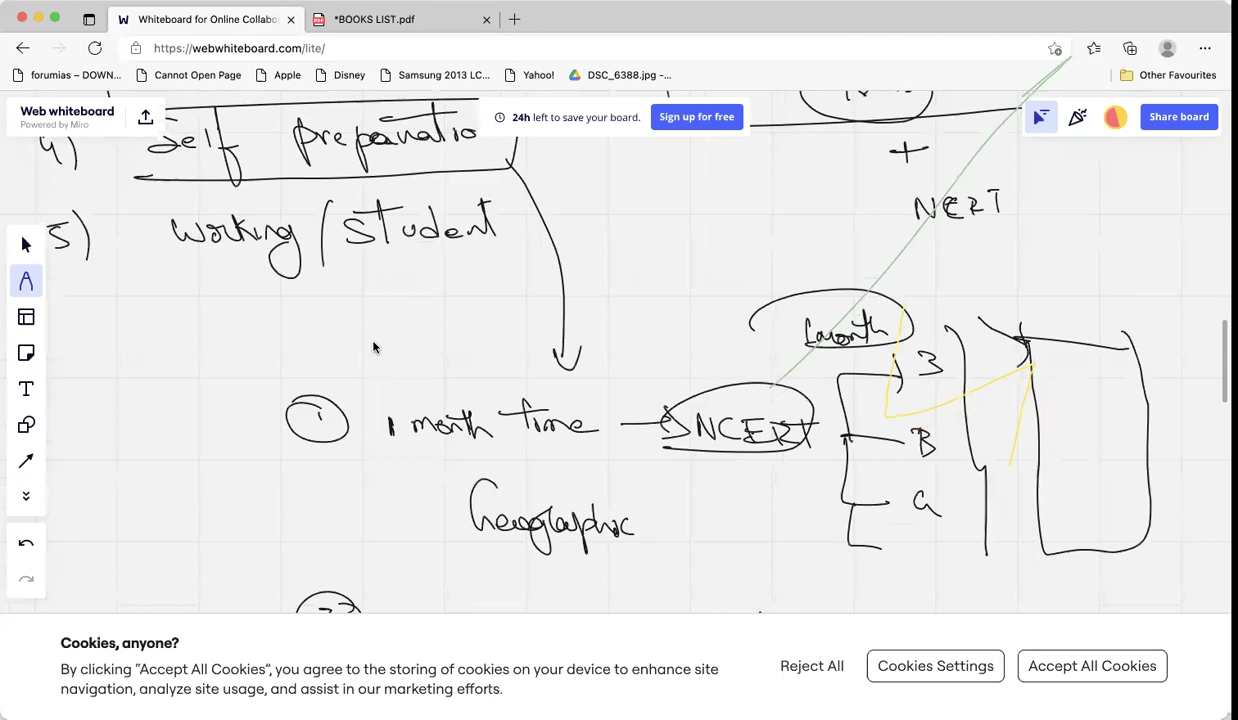 Whiteboard for Online Collabo
*BOOKS LIST.pdf
https://webwhiteboard.com/lite/
forumias – DOWN...
Cannot Open Page
Apple
Disney
Samsung 2013 LC...
Yahoo!
DSC_6388.jpg -...
Other Favourites
Web whiteboard
Powered by Miro
24h left to save your board.
Sign up for free
Share board
4) Self preparatio
+
NERT
5) working / student
1 month
3
1 1 month time → NCERT
B
G
Geographic
Cookies, anyone?
By clicking “Accept All Cookies”, you agree to the storing of cookies on your device to enhance site
navigation, analyze site usage, and assist in our marketing efforts.
Reject All
Cookies Settings
Accept All Cookies